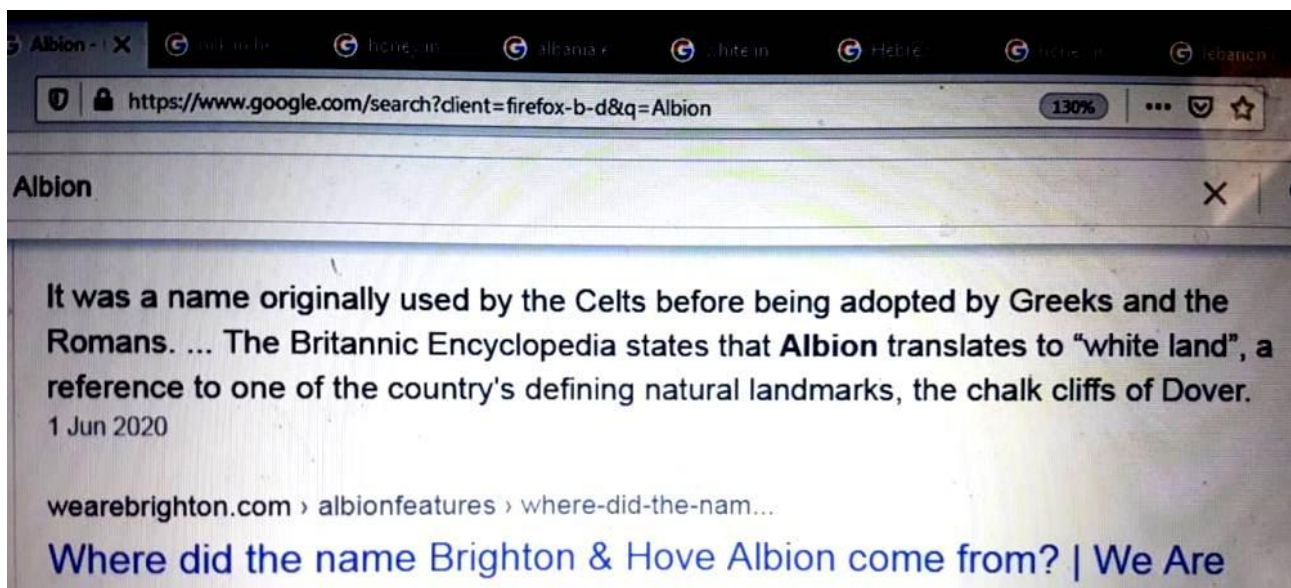 Albion -
albania
https://www.google.com/search?client=firefox-b-d&q=Albion
130%
Albion
It was a name originally used by the Celts before being adopted by Greeks and the
Romans. ... The Britannic Encyclopedia states that Albion translates to “white land”, a
reference to one of the country's defining natural landmarks, the chalk cliffs of Dover.
1 Jun 2020
wearebrighton.com › albionfeatures › where-did-the-nam...
Where did the name Brighton & Hove Albion come from? | We Are